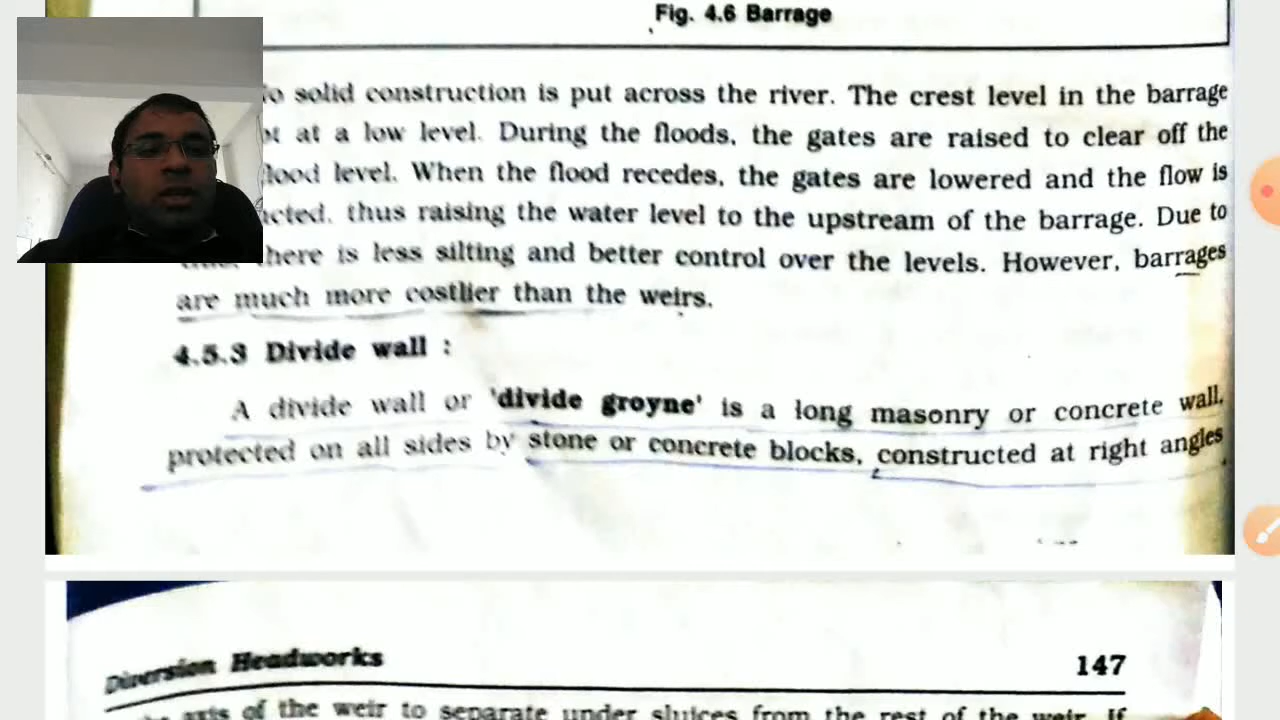 Fig. 4.6 Barrage
solid construction is put across the river. The crest level in the barrage
at a low level. During the floods, the gates are raised to clear off the
level. When the flood recedes, the gates are lowered and the flow is
thus raising the water level to the upstream of the barrage. Due to
there is less silting and better control over the levels. However, barrages
are much more costlier than the weirs.
4.5.3 Divide wall :
A divide wall or 'divide groyne' is a long masonry or concrete wall,
protected on all sides by stone or concrete blocks, constructed at right angles
Diversion Headworks 147
axis of the weir to separate under sluices from the rest of the weir. If